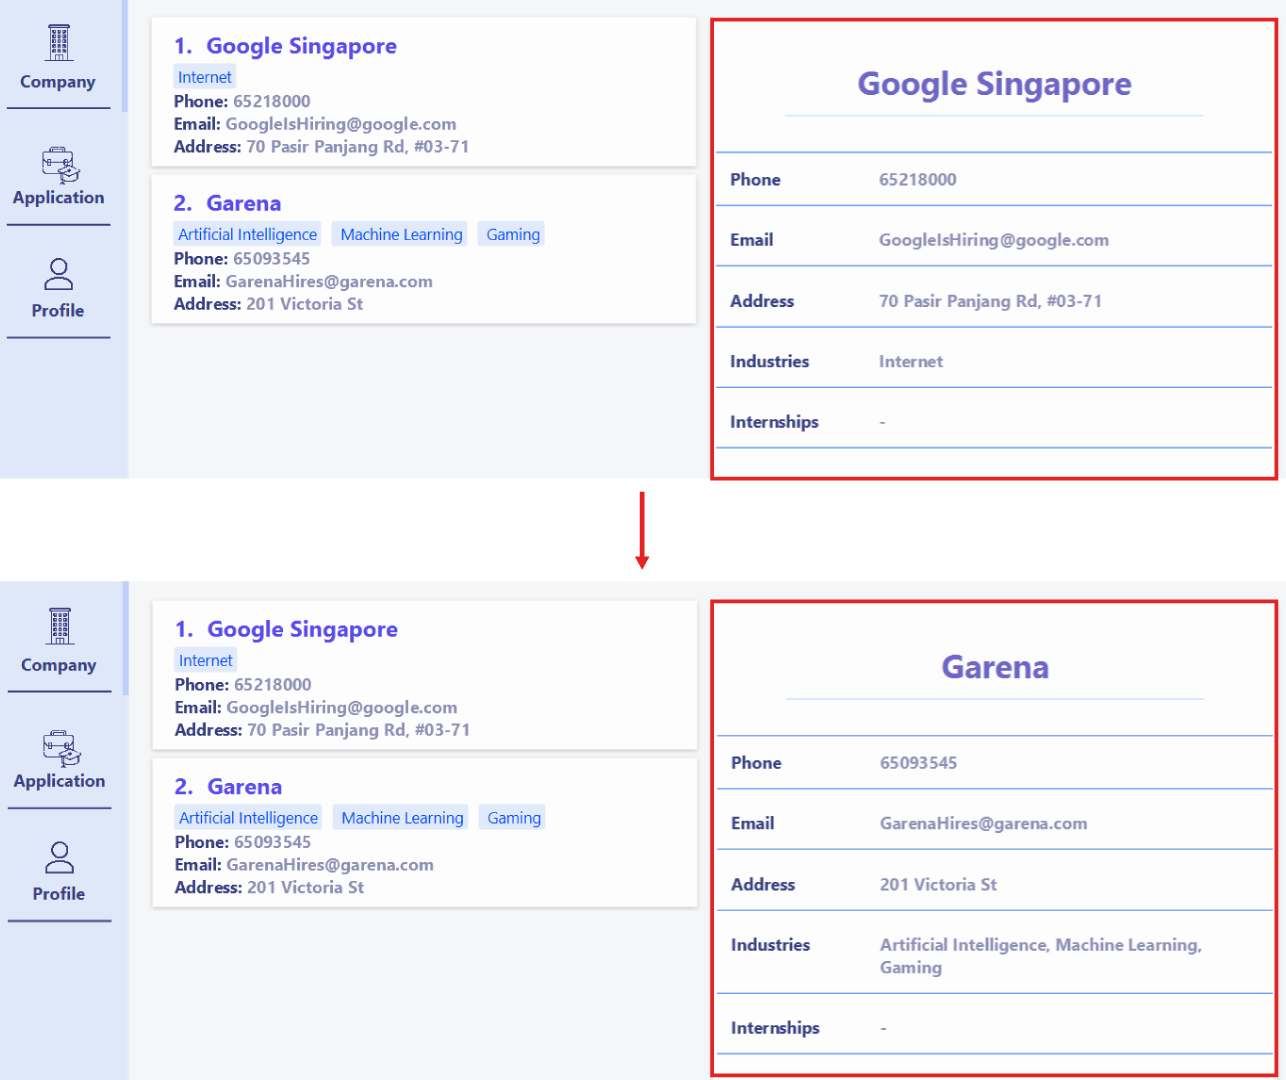 Company
Application
Profile
1. Google Singapore
Internet
Phone: 65218000
Email: GoogleIsHiring@google.com
Address: 70 Pasir Panjang Rd, #03-71
2. Garena
Artificial Intelligence Machine Learning Gaming
Phone: 65093545
Email: GarenaHires@garena.com
Address: 201 Victoria St
Google Singapore
Phone 65218000
Email GoogleIsHiring@google.com
Address 70 Pasir Panjang Rd, #03-71
Industries Internet
Internships -
Company
Application
Profile
1. Google Singapore
Internet
Phone: 65218000
Email: GoogleIsHiring@google.com
Address: 70 Pasir Panjang Rd, #03-71
2. Garena
Artificial Intelligence Machine Learning Gaming
Phone: 65093545
Email: GarenaHires@garena.com
Address: 201 Victoria St
Garena
Phone 65093545
Email GarenaHires@garena.com
Address 201 Victoria St
Industries Artificial Intelligence, Machine Learning,
Gaming
Internships -